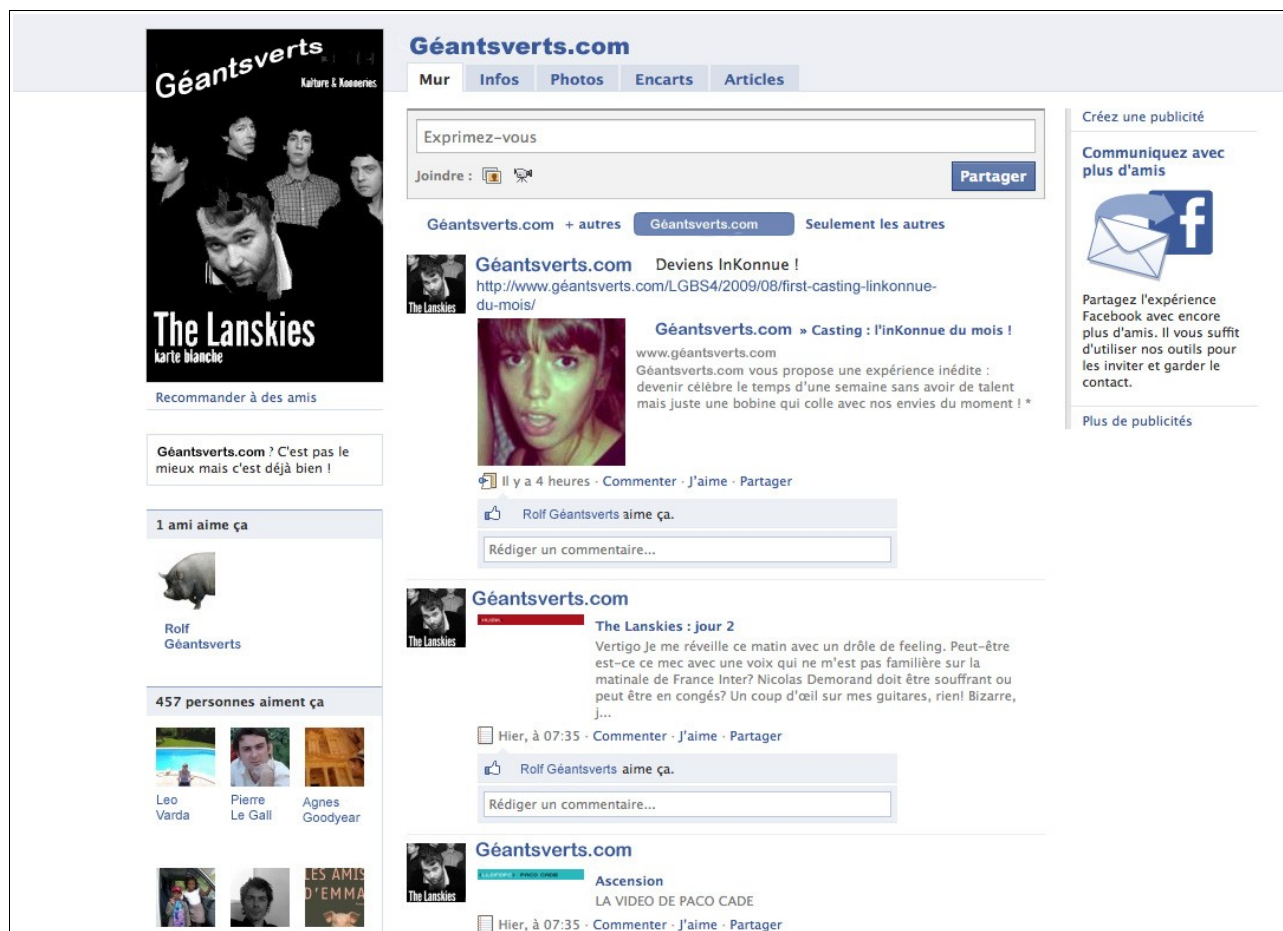 Géantsverts
Kulture & Konneries
The Lanskies
karte blanche
Recommander à des amis
Géantsverts.com ? C'est pas le
mieux mais c'est déjà bien !
1 ami aime ça
Rolf
Géantsverts
457 personnes aiment ça
Leo
Varda
Pierre
Le Gall
Agnes
Goodyear
LES AMIS
D'EMMA
Géantsverts.com
Mur Infos Photos Encarts Articles
Exprimez-vous
Joindre :
Partager
Géantsverts.com + autres Géantsverts.com Seulement les autres
The Lanskies
Géantsverts.com Deviens InKonnue !
http://www.géantsverts.com/LGBS4/2009/08/first-casting-linkonnue-
du-mois/
Géantsverts.com » Casting : l'inKonnue du mois !
www.géantsverts.com
Géantsverts.com vous propose une expérience inédite :
devenir célèbre le temps d'une semaine sans avoir de talent
mais juste une bobine qui colle avec nos envies du moment ! *
Il y a 4 heures · Commenter · J'aime · Partager
Rolf Géantsverts aime ça.
Rédiger un commentaire...
The Lanskies
Géantsverts.com
The Lanskies : jour 2
Vertigo Je me réveille ce matin avec un drôle de feeling. Peut-être
est-ce ce mec avec une voix qui ne m'est pas familière sur la
matinale de France Inter? Nicolas Demorand doit être souffrant ou
peut être en congés? Un coup d'œil sur mes guitares, rien! Bizarre,
j...
Hier, à 07:35 · Commenter · J'aime · Partager
Rolf Géantsverts aime ça.
Rédiger un commentaire...
The Lanskies
Géantsverts.com
PACO CADE
Ascension
LA VIDEO DE PACO CADE
Hier, à 07:35 · Commenter · J'aime · Partager
Créez une publicité
Communiquez avec
plus d'amis
Partagez l'expérience
Facebook avec encore
plus d'amis. Il vous suffit
d'utiliser nos outils pour
les inviter et garder le
contact.
Plus de publicités